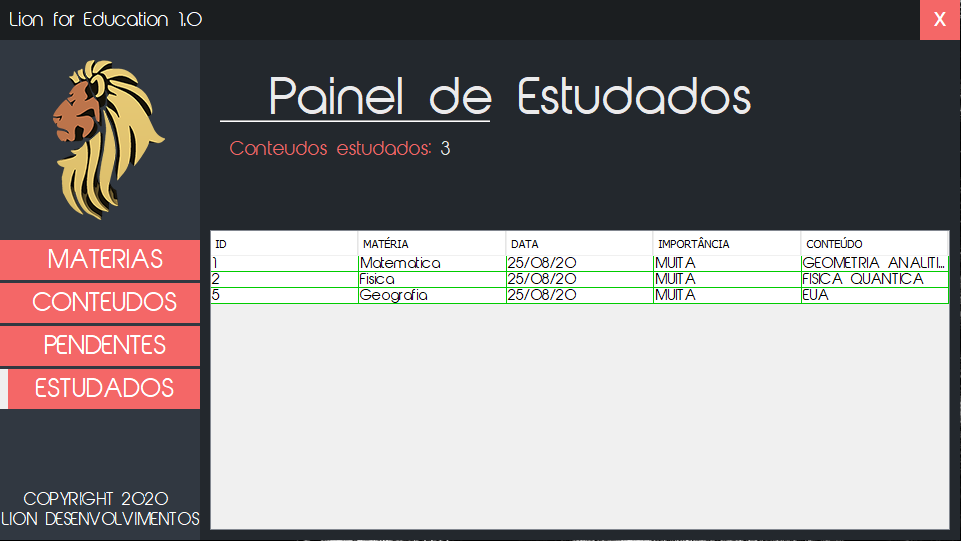 Lion for Education 1.0
X
Painel de Estudados
Conteudos estudados: 3
MATERIAS
CONTEUDOS
PENDENTES
ESTUDADOS
ID MATÉRIA DATA IMPORTÂNCIA CONTEÚDO
1 Matematica 25/08/20 MUITA GEOMETRIA ANALITI...
2 Fisica 25/08/20 MUITA FISICA QUANTICA
5 Geografia 25/08/20 MUITA EUA
COPYRIGHT 2020
LION DESENVOLVIMENTOS